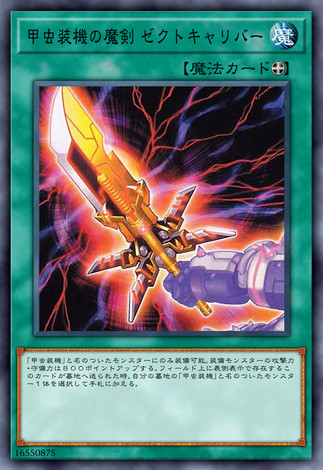 甲虫装機の魔剣 ゼクトキャリバー
魔
【魔法カード】
「甲虫装機」と名のついたモンスターにのみ装備可能。装備モンスターの攻撃力
・守備力は８００ポイントアップする。フィールド上に表側表示で存在するこ
のカードが墓地へ送られた時、自分の墓地の「甲虫装機」と名のついたモンスタ
ー１体を選択して手札に加える。
16550875